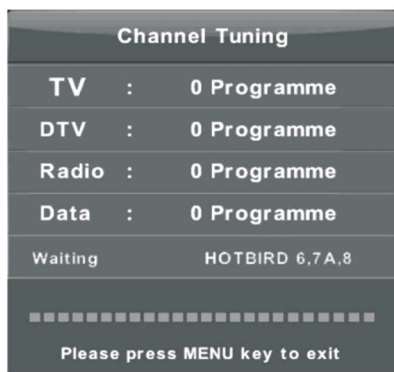 Channel Tuning
TV : 0 Programme
DTV : 0 Programme
Radio : 0 Programme
Data : 0 Programme
Waiting HOTBIRD 6,7A,8
Please press MENU key to exit